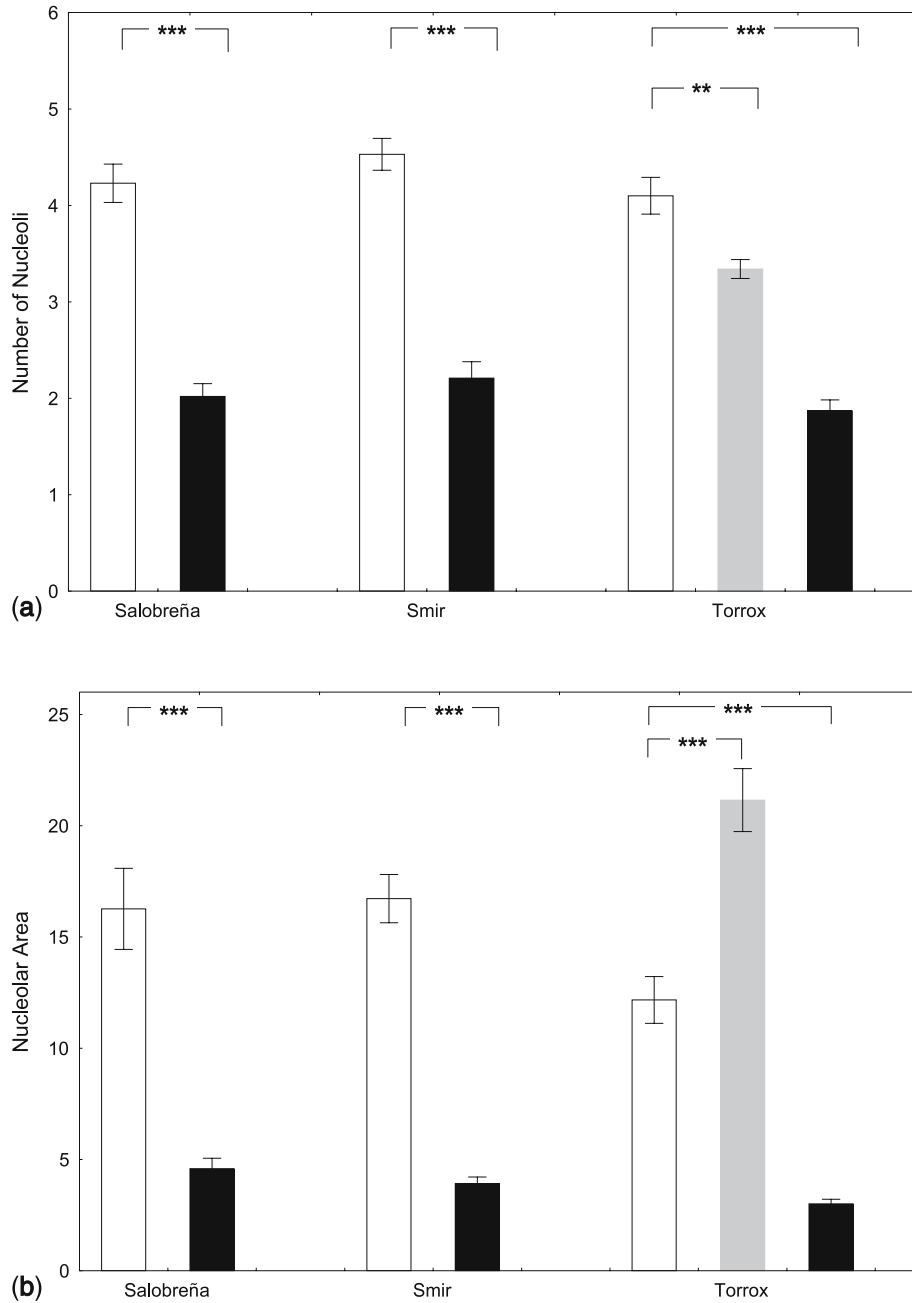 6
***
***
***
5
**
4
3
2
1
0
Number of Nucleoli
(a)
Salobreña
Smir
Torrox
25
***
***
***
***
20
15
10
5
0
Nucleolar Area
(b)
Salobreña
Smir
Torrox